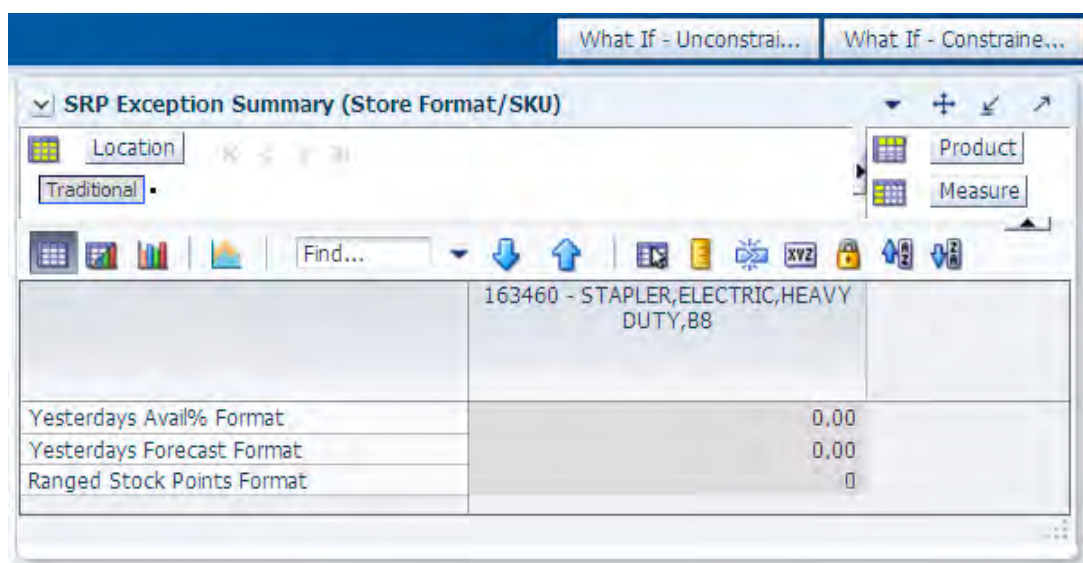 What If - Unconstrai... What If - Constraine...
SRP Exception Summary (Store Format/SKU)
Location Product
Traditional Measure
Find... XYZ A Z Z A
163460 - STAPLER,ELECTRIC,HEAVY
DUTY,B8
Yesterdays Avail% Format 0.00
Yesterdays Forecast Format 0.00
Ranged Stock Points Format 0